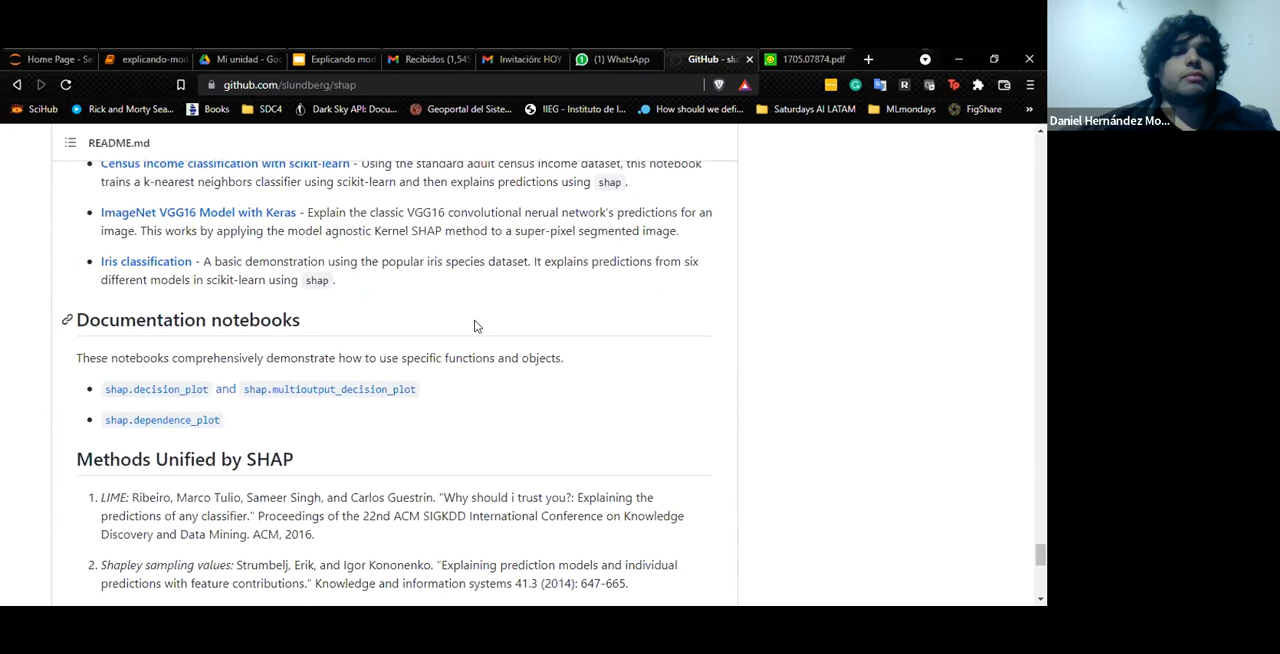 Home Page - Se
explicando-mod
Mi unidad - Goo
Explicando mod
Recibidos (1,545
Invitación: HOY
(1) WhatsApp
GitHub - slu
1705.07874.pdf
github.com/slundberg/shap
SciHub
Rick and Morty Sea...
Books
SDC4
Dark Sky API: Docu...
Geoportal del Siste...
IIEG - Instituto de I...
How should we defi...
Saturdays AI LATAM
MLmondays
FigShare
Daniel Hernández Mo...
README.md
Census income classification with scikit-learn - Using the standard adult census income dataset, this notebook
trains a k-nearest neighbors classifier using scikit-learn and then explains predictions using shap.
ImageNet VGG16 Model with Keras - Explain the classic VGG16 convolutional nerual network's predictions for an
image. This works by applying the model agnostic Kernel SHAP method to a super-pixel segmented image.
Iris classification - A basic demonstration using the popular iris species dataset. It explains predictions from six
different models in scikit-learn using shap.
Documentation notebooks
These notebooks comprehensively demonstrate how to use specific functions and objects.
shap.decision_plot and shap.multioutput_decision_plot
shap.dependence_plot
Methods Unified by SHAP
1. LIME: Ribeiro, Marco Tulio, Sameer Singh, and Carlos Guestrin. "Why should i trust you?: Explaining the
predictions of any classifier." Proceedings of the 22nd ACM SIGKDD International Conference on Knowledge
Discovery and Data Mining. ACM, 2016.
2. Shapley sampling values: Strumbelj, Erik, and Igor Kononenko. "Explaining prediction models and individual
predictions with feature contributions." Knowledge and information systems 41.3 (2014): 647-665.